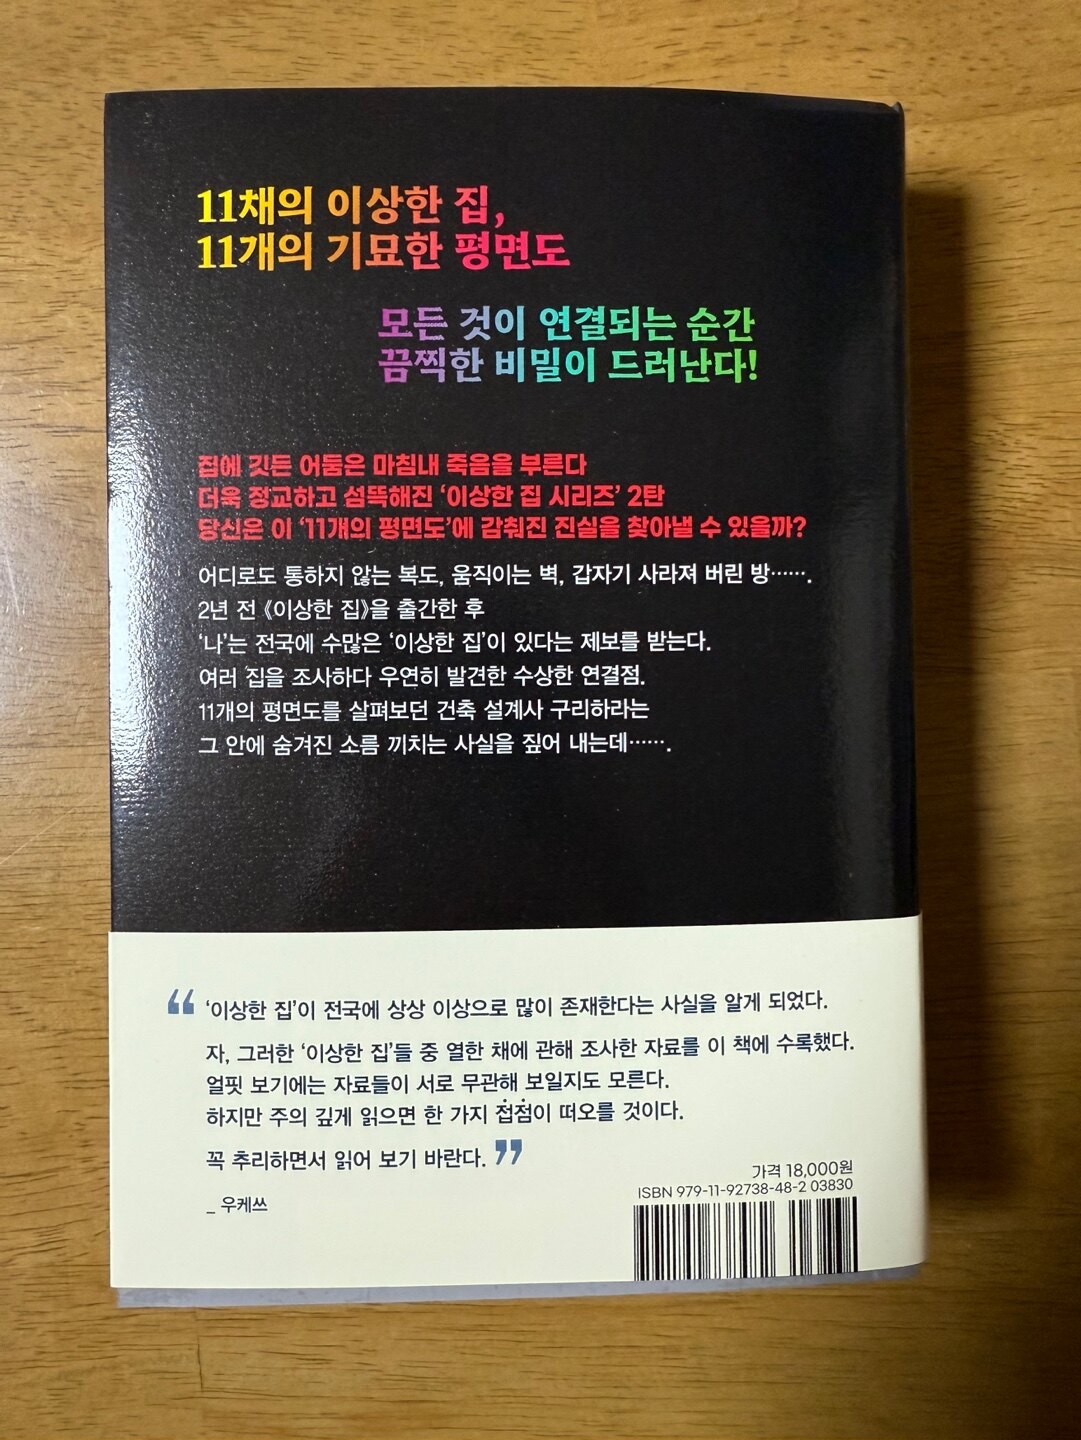 11채의 이상한 집,
11개의 기묘한 평면도
모든 것이 연결되는 순간
끔찍한 비밀이 드러난다!
집에 깃든 어둠은 마침내 죽음을 부른다
더욱 정교하고 섬뜩해진 ‘이상한 집 시리즈’ 2탄
당신은 이 ‘11개의 평면도’에 감춰진 진실을 찾아낼 수 있을까?
어디로도 통하지 않는 복도, 움직이는 벽, 갑자기 사라져 버린 방…….
2년 전 《이상한 집》을 출간한 후
‘나’는 전국에 수많은 ‘이상한 집’이 있다는 제보를 받는다.
여러 집을 조사하다 우연히 발견한 수상한 연결점.
11개의 평면도를 살펴보던 건축 설계사 구리하라는
그 안에 숨겨진 소름 끼치는 사실을 짚어 내는데…….
“ ‘이상한 집’이 전국에 상상 이상으로 많이 존재한다는 사실을 알게 되었다.
자, 그러한 ‘이상한 집’들 중 열한 채에 관해 조사한 자료를 이 책에 수록했다.
얼핏 보기에는 자료들이 서로 무관해 보일지도 모른다.
하지만 주의 깊게 읽으면 한 가지 접점이 떠오를 것이다.
꼭 추리하면서 읽어 보기 바란다. ”
_ 우케쓰
가격 18,000원
ISBN 979-11-92738-48-2 03830